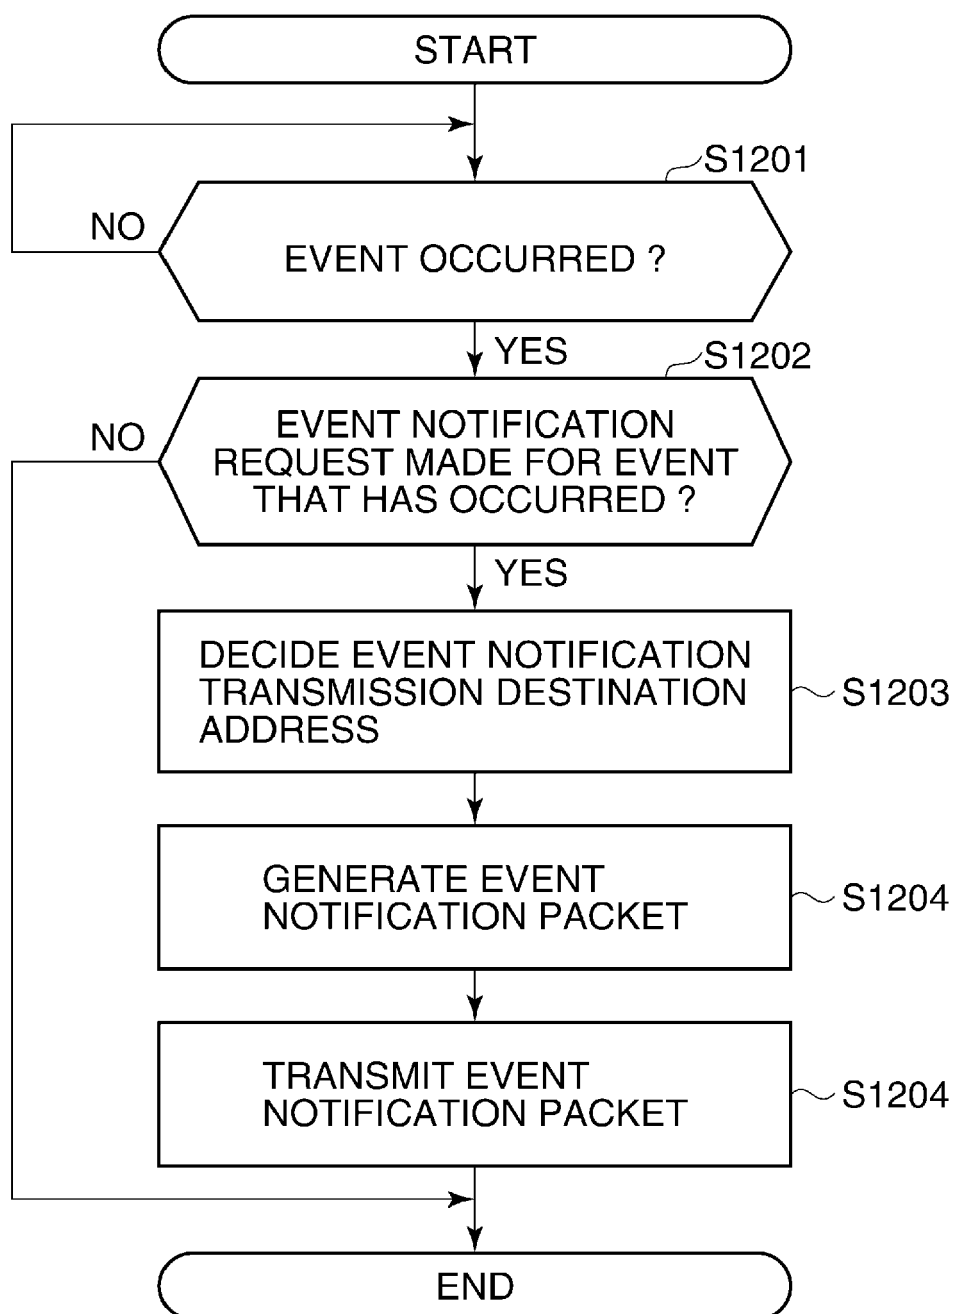 START
S1201
NO
EVENT OCCURRED ?
YES
S1202
NO
EVENT NOTIFICATION
REQUEST MADE FOR EVENT
THAT HAS OCCURRED ?
YES
DECIDE EVENT NOTIFICATION
TRANSMISSION DESTINATION
ADDRESS
S1203
GENERATE EVENT
NOTIFICATION PACKET
S1204
TRANSMIT EVENT
NOTIFICATION PACKET
S1204
END